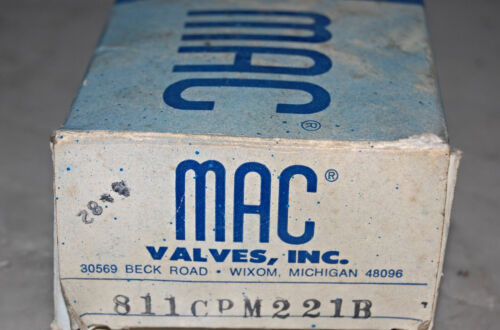 MAC®
MAC®
VALVES, INC.
30569 BECK ROAD • WIXOM, MICHIGAN 48096
811CPM221B